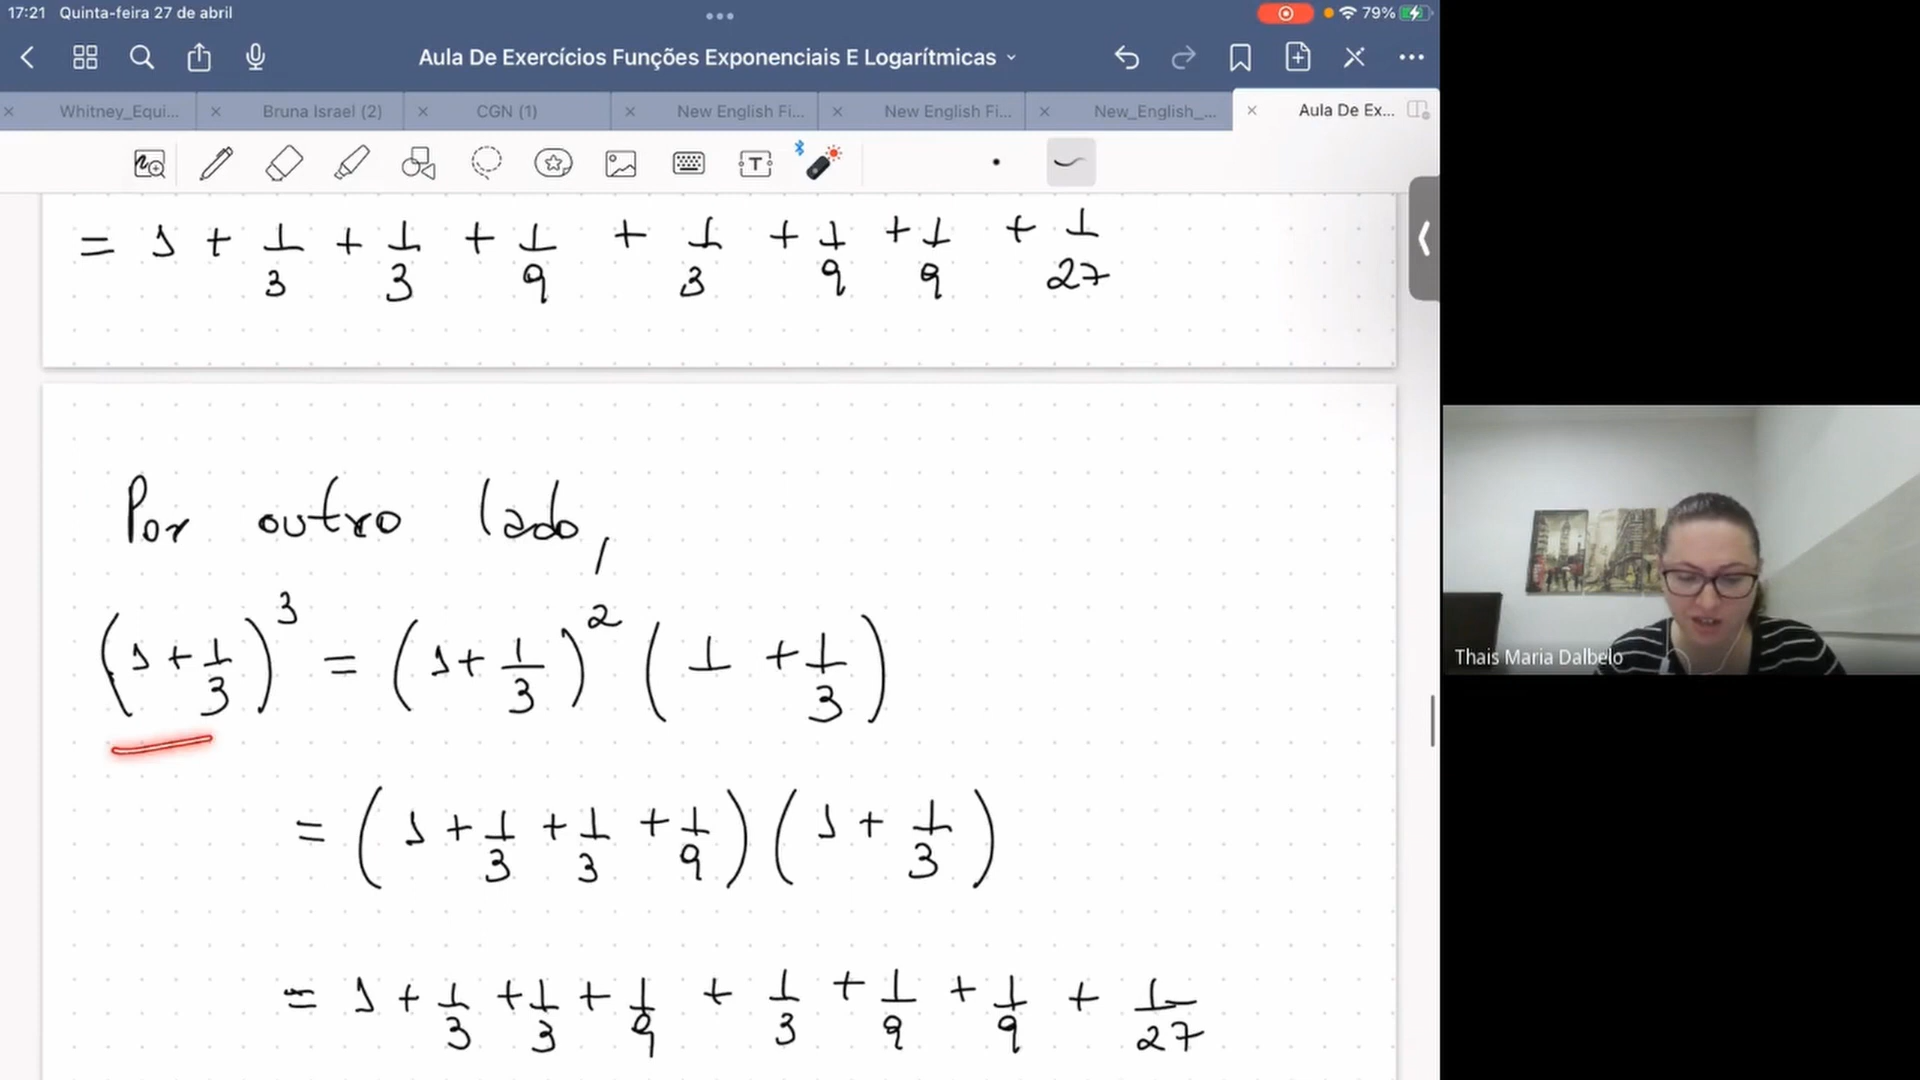 17:21 Quinta-feira 27 de abril 79%
Aula De Exercícios Funções Exponenciais E Logarítmicas
Whitney_Equi... Bruna Israel (2) CGN (1) New English Fi... New English Fi... New_English_... Aula De Ex...
= 1 + 1/3 + 1/3 + 1/9 + 1/3 + 1/9 + 1/9 + 1/27
Por outro lado,
(1 + 1/3)^3 = (1 + 1/3)^2 (1 + 1/3)
= (1 + 1/3 + 1/3 + 1/9) (1 + 1/3)
= 1 + 1/3 + 1/3 + 1/9 + 1/3 + 1/9 + 1/9 + 1/27
Thais Maria Dalbelo